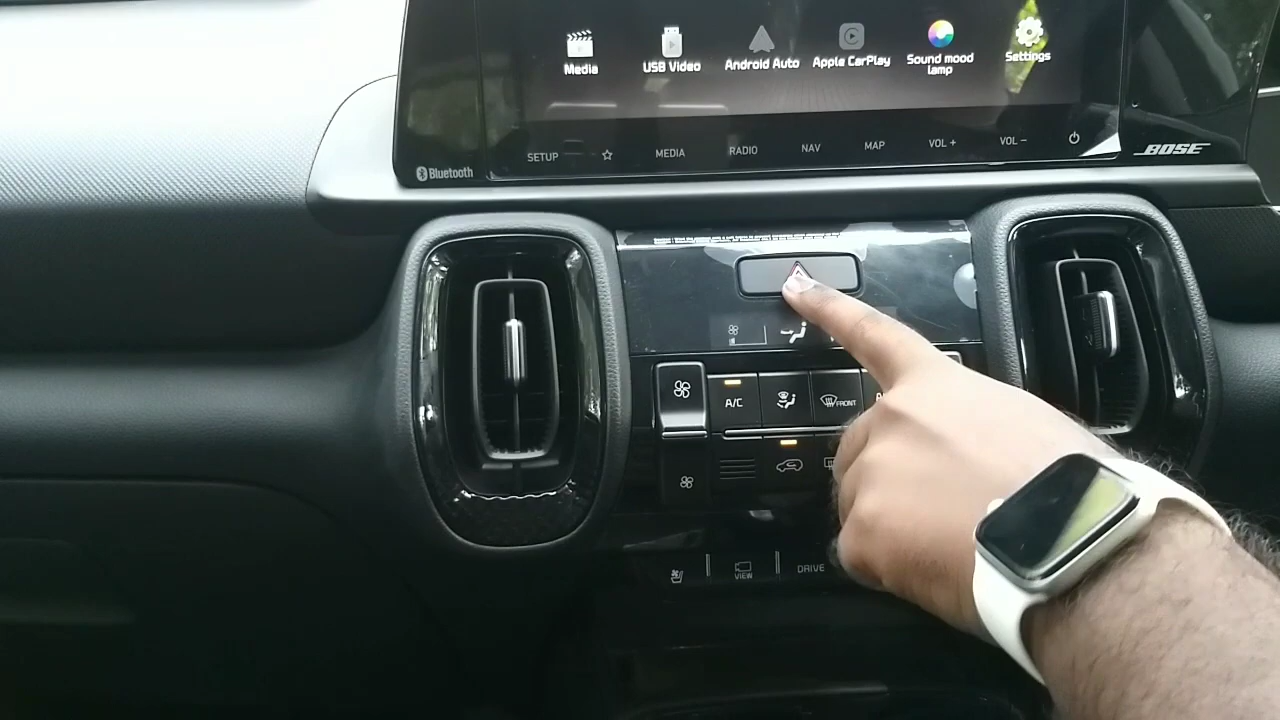 Media
USB Video
Android Auto
Apple CarPlay
Sound mood
lamp
Settings
SETUP
MEDIA
RADIO
NAV
MAP
VOL +
VOL −
Bluetooth
BOSE
A/C
FRONT
VIEW
DRIVE